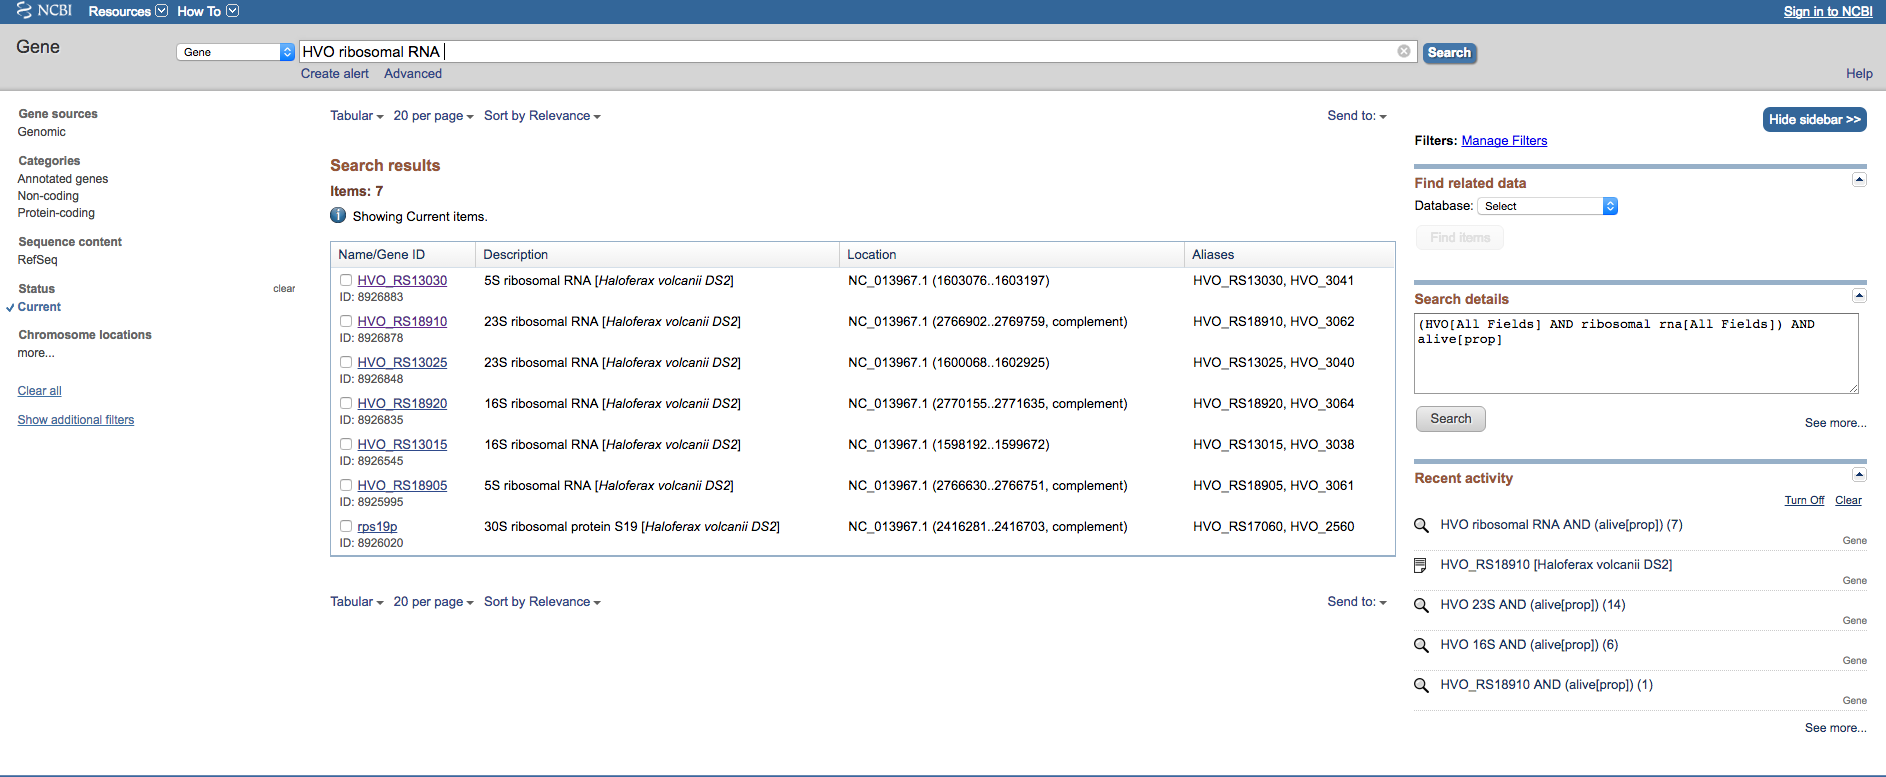 NCBI Resources How To Sign in to NCBI
Gene Gene HVO ribosomal RNA Search
Create alert Advanced Help
Gene sources
Genomic
Categories
Annotated genes
Non-coding
Protein-coding
Sequence content
RefSeq
Status clear
Current
Chromosome locations
more...
Clear all
Show additional filters
Tabular 20 per page Sort by Relevance Send to:
Search results
Items: 7
Showing Current items.
Name/Gene ID Description Location Aliases
HVO_RS13030 5S ribosomal RNA [Haloferax volcanii DS2] NC_013967.1 (1603076..1603197) HVO_RS13030, HVO_3041
ID: 8926883
HVO_RS18910 23S ribosomal RNA [Haloferax volcanii DS2] NC_013967.1 (2766902..2769759, complement) HVO_RS18910, HVO_3062
ID: 8926878
HVO_RS13025 23S ribosomal RNA [Haloferax volcanii DS2] NC_013967.1 (1600068..1602925) HVO_RS13025, HVO_3040
ID: 8926848
HVO_RS18920 16S ribosomal RNA [Haloferax volcanii DS2] NC_013967.1 (2770155..2771635, complement) HVO_RS18920, HVO_3064
ID: 8926835
HVO_RS13015 16S ribosomal RNA [Haloferax volcanii DS2] NC_013967.1 (1598192..1599672) HVO_RS13015, HVO_3038
ID: 8926545
HVO_RS18905 5S ribosomal RNA [Haloferax volcanii DS2] NC_013967.1 (2766630..2766751, complement) HVO_RS18905, HVO_3061
ID: 8925995
rps19p 30S ribosomal protein S19 [Haloferax volcanii DS2] NC_013967.1 (2416281..2416703, complement) HVO_RS17060, HVO_2560
ID: 8926020
Tabular 20 per page Sort by Relevance Send to:
Hide sidebar >>
Filters: Manage Filters
Find related data
Database: Select
Find items
Search details
(HVO[All Fields] AND ribosomal rna[All Fields]) AND
alive[prop]
Search
See more...
Recent activity
Turn Off Clear
HVO ribosomal RNA AND (alive[prop]) (7)
Gene
HVO_RS18910 [Haloferax volcanii DS2]
Gene
HVO 23S AND (alive[prop]) (14)
Gene
HVO 16S AND (alive[prop]) (6)
Gene
HVO_RS18910 AND (alive[prop]) (1)
Gene
See more...